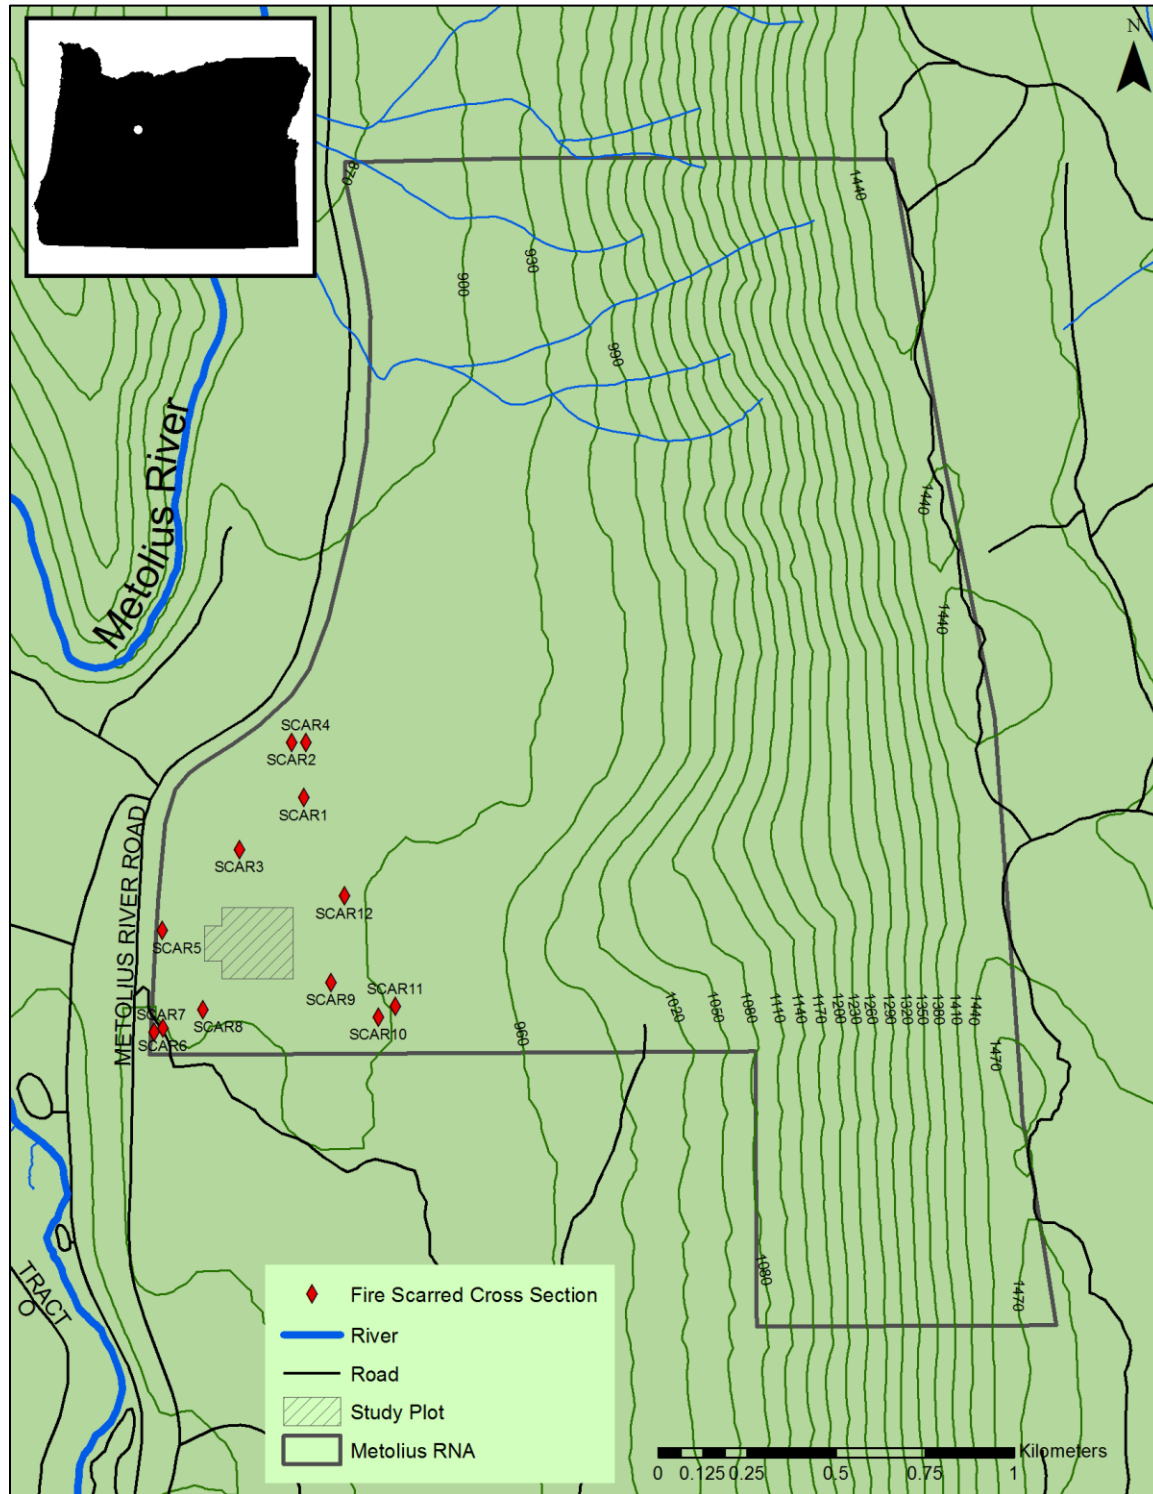 N
870
1440
930
900
990
Metolius River
1440
1440
SCAR4
SCAR2
SCAR1
SCAR3
SCAR12
SCAR5
METOLIUS RIVER ROAD
SCAR9
SCAR11
SCAR7
SCAR8
SCAR10
SCAR6
960
1020
1050
1080
1110
1140
1170
1200
1230
1260
1290
1320
1350
1380
1410
1440
1470
1080
1470
TRACT
Fire Scarred Cross Section
River
Road
Study Plot
Metolius RNA
Kilometers
0 0.125 0.25 0.5 0.75 1